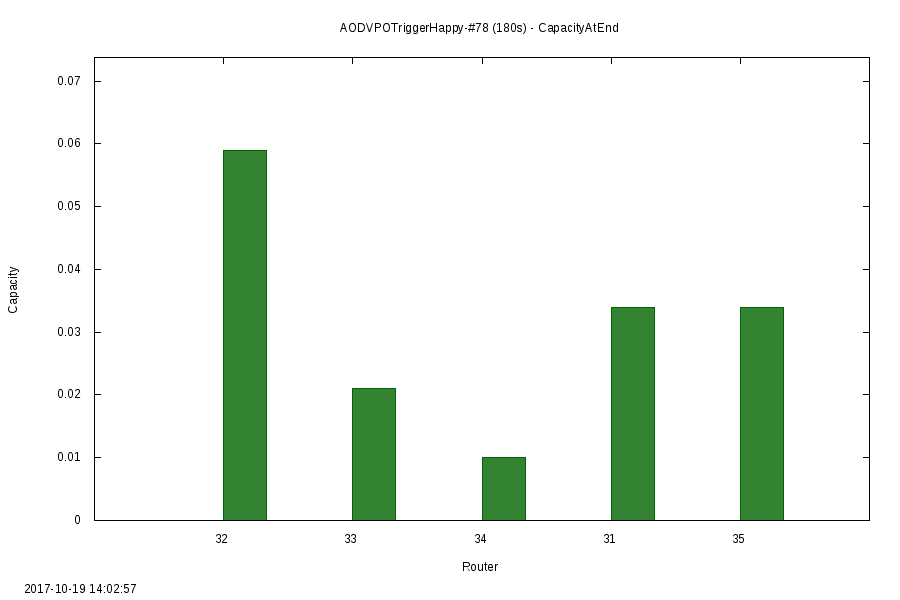 AODVPOTriggerHappy-#78 (180s) - CapacityAtEnd
0.07
0.06
0.05
0.04
0.03
0.02
0.01
0
Capacity
32 33 34 31 35
Router
2017-10-19 14:02:57